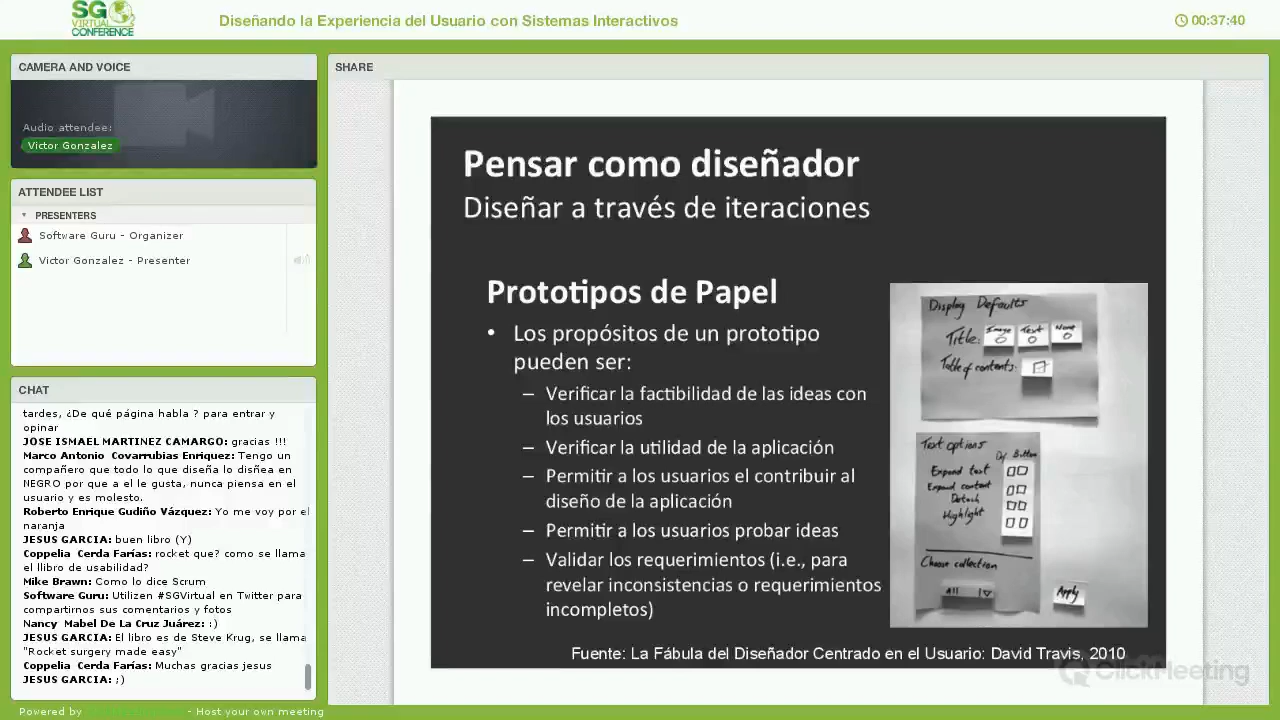 SG
VIRTUAL
CONFERENCE
Diseñando la Experiencia del Usuario con Sistemas Interactivos
00:37:40
CAMERA AND VOICE
Audio attendee:
Victor Gonzalez
ATTENDEE LIST
PRESENTERS
Software Guru - Organizer
Victor Gonzalez - Presenter
CHAT
tardes, ¿De qué página habla ? para entrar y
opinar
JOSE ISMAEL MARTINEZ CAMARGO: gracias !!!
Marco Antonio Covarrubias Enriquez: Tengo un
compañero que todo lo que diseña lo disñea en
NEGRO por que a el le gusta, nunca piensa en el
usuario y es molesto.
Roberto Enrique Gudiño Vázquez: Yo me voy por el
naranja
JESUS GARCIA: buen libro (Y)
Coppelia Cerda Farías: rocket que? como se llama
el llibro de usabilidad?
Mike Brawn: Como lo dice Scrum
Software Guru: Utilizen #SGVirtual en Twitter para
compartirnos sus comentarios y fotos
Nancy Mabel De La Cruz Juárez: :)
JESUS GARCIA: El libro es de Steve Krug, se llama
"Rocket surgery made easy"
Coppelia Cerda Farías: Muchas gracias jesus
JESUS GARCIA: ;)
Powered by - Host your own meeting
SHARE
Pensar como diseñador
Diseñar a través de iteraciones
Prototipos de Papel
• Los propósitos de un prototipo
pueden ser:
– Verificar la factibilidad de las ideas con
los usuarios
– Verificar la utilidad de la aplicación
– Permitir a los usuarios el contribuir al
diseño de la aplicación
– Permitir a los usuarios probar ideas
– Validar los requerimientos (i.e., para
revelar inconsistencias o requerimientos
incompletos)
Display Defaults
Title: Image Text None
Table of contents:
Text options
Button
Expand text
Expand content
Detach
Highlight
Choose collection
All
Apply
Fuente: La Fábula del Diseñador Centrado en el Usuario: David Travis, 2010
ClickMeeting